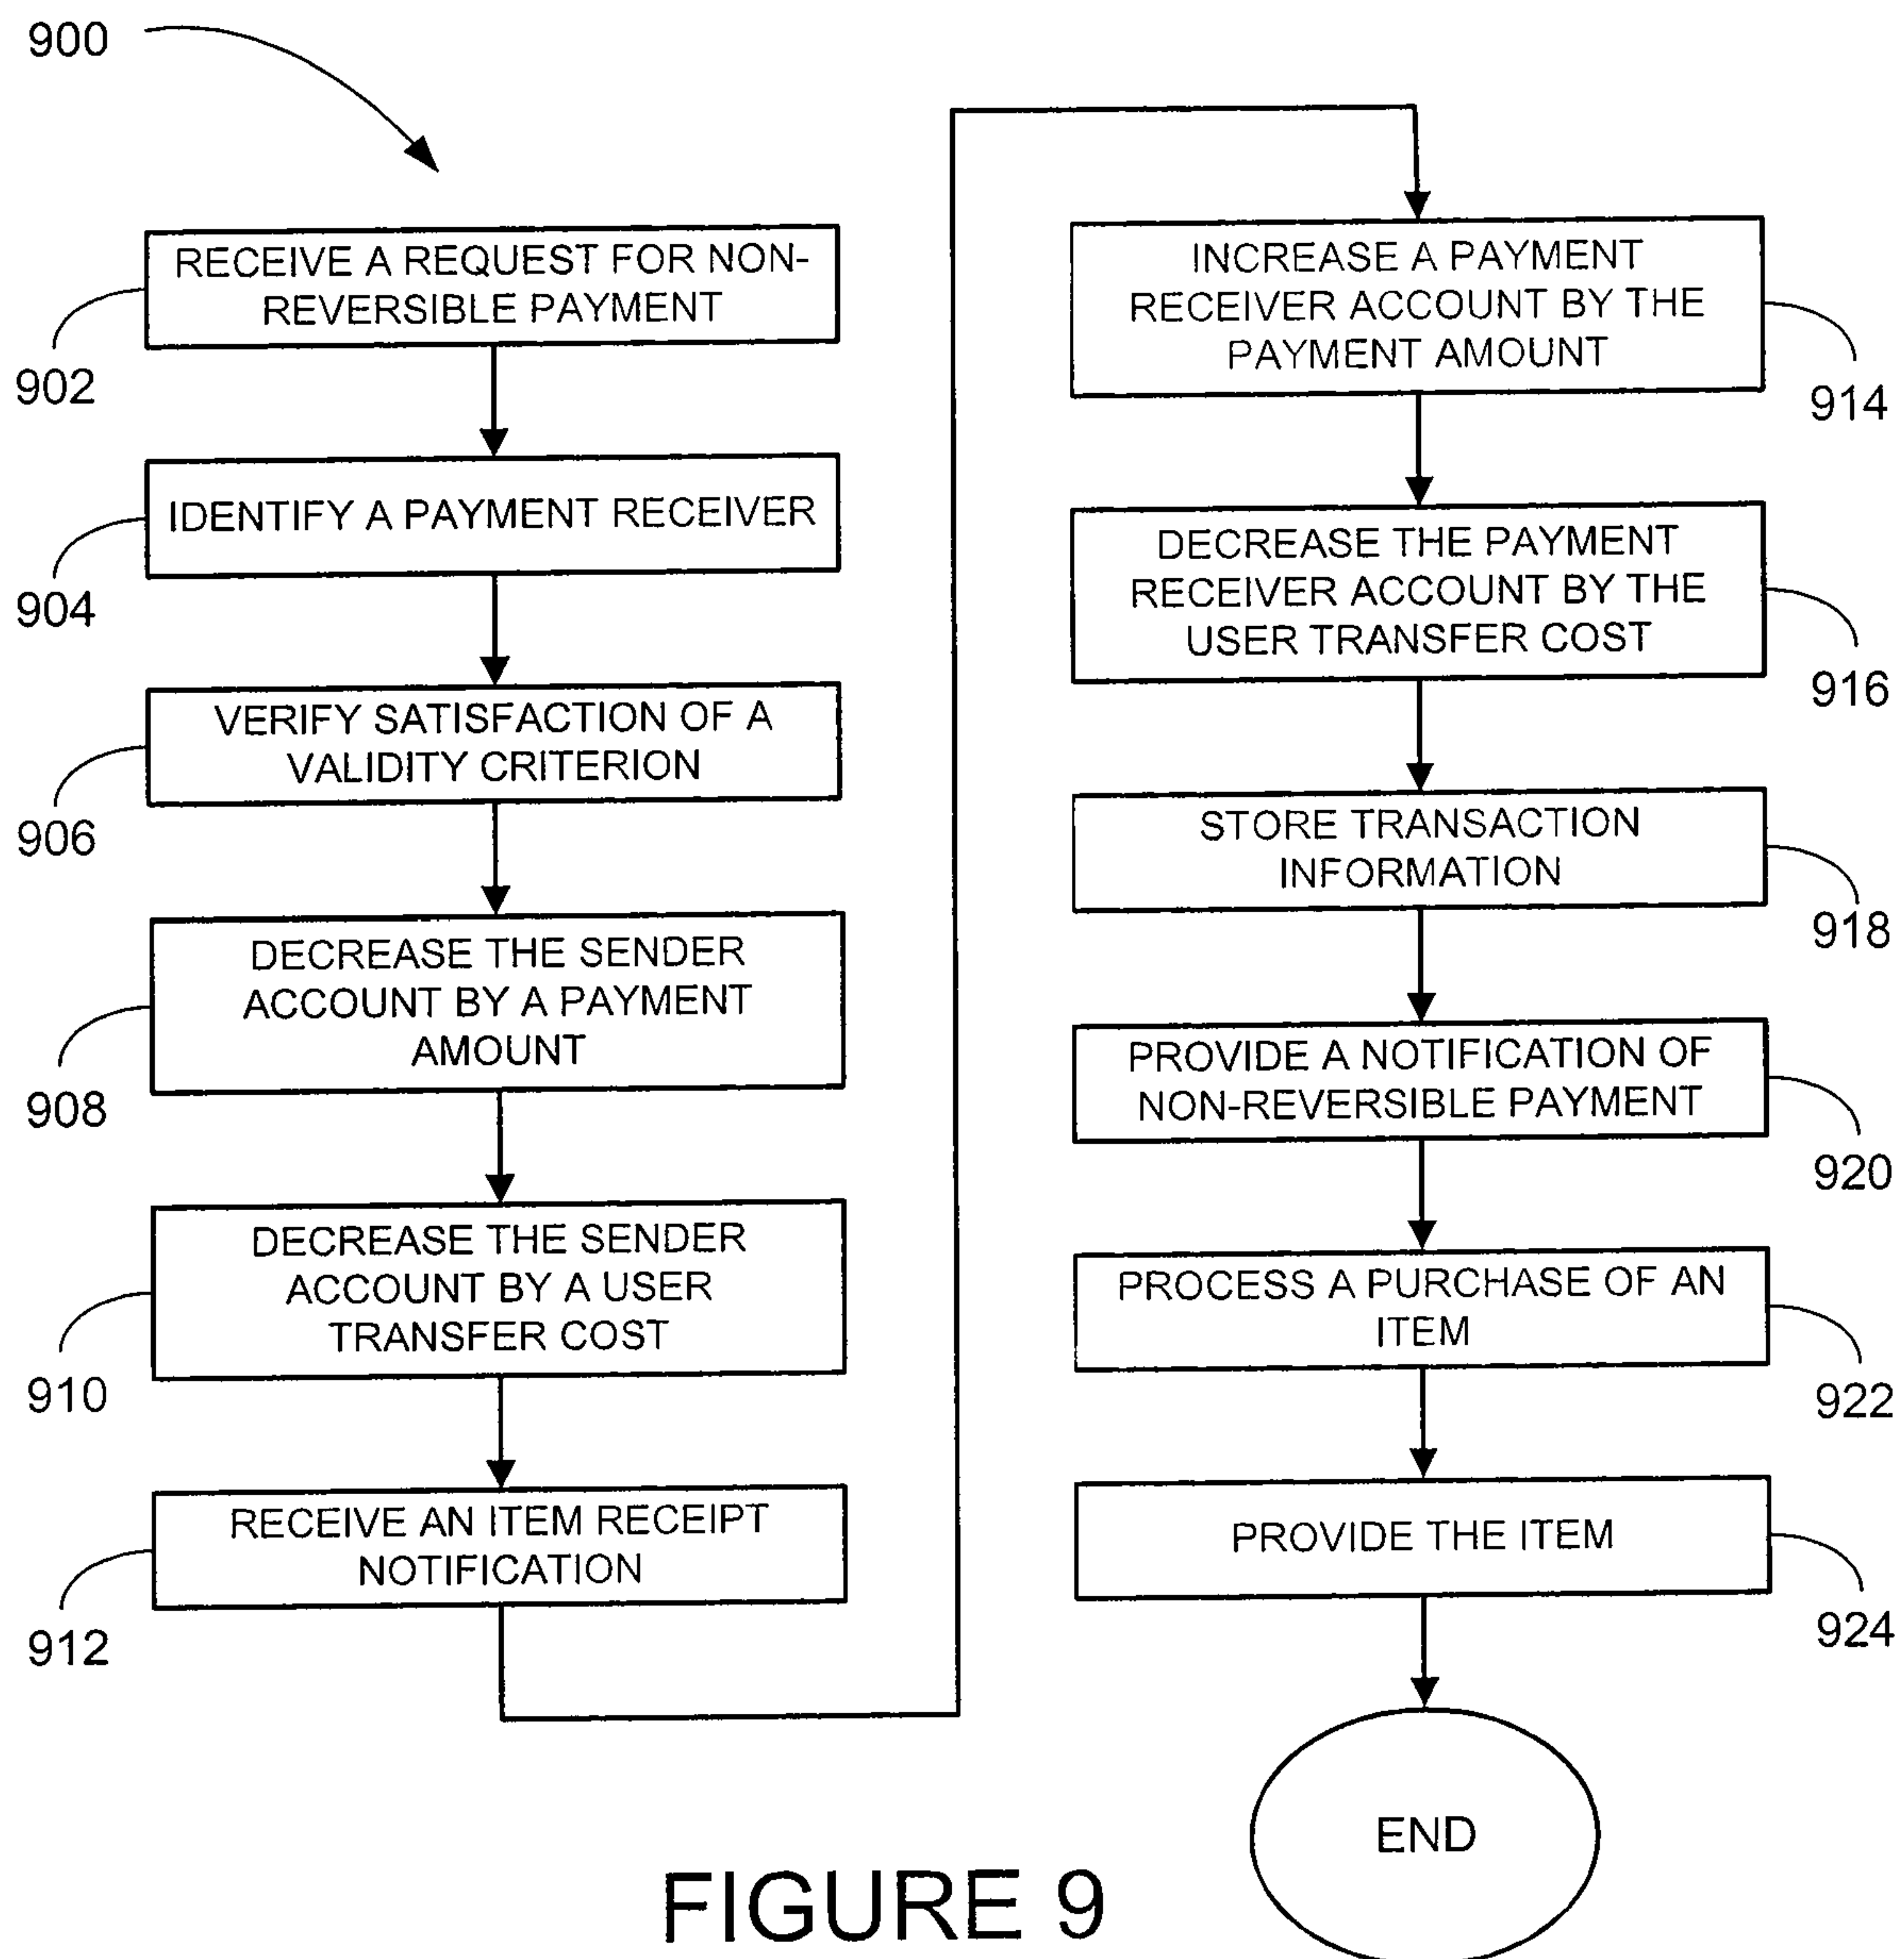 900
RECEIVE A REQUEST FOR NON-
REVERSIBLE PAYMENT
902
IDENTIFY A PAYMENT RECEIVER
904
VERIFY SATISFACTION OF A
VALIDITY CRITERION
906
DECREASE THE SENDER
ACCOUNT BY A PAYMENT
AMOUNT
908
DECREASE THE SENDER
ACCOUNT BY A USER
TRANSFER COST
910
RECEIVE AN ITEM RECEIPT
NOTIFICATION
912
INCREASE A PAYMENT
RECEIVER ACCOUNT BY THE
PAYMENT AMOUNT
914
DECREASE THE PAYMENT
RECEIVER ACCOUNT BY THE
USER TRANSFER COST
916
STORE TRANSACTION
INFORMATION
918
PROVIDE A NOTIFICATION OF
NON-REVERSIBLE PAYMENT
920
PROCESS A PURCHASE OF AN
ITEM
922
PROVIDE THE ITEM
924
END
FIGURE 9